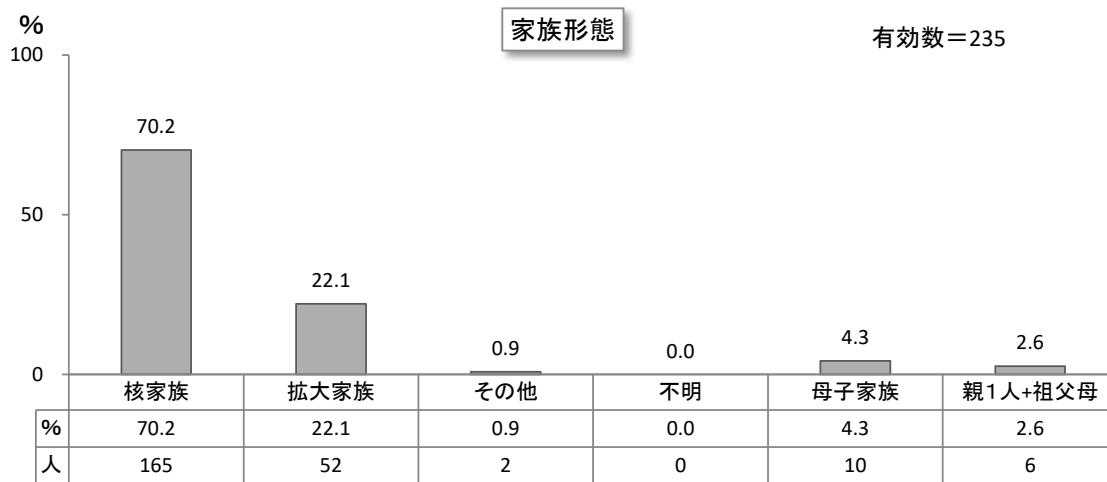 %
家族形態
有効数＝235
100
70.2
50
22.1
4.3
2.6
0.9
0.0
0
核家族 拡大家族 その他 不明 母子家族 親1人+祖父母
% 70.2 22.1 0.9 0.0 4.3 2.6
人 165 52 2 0 10 6